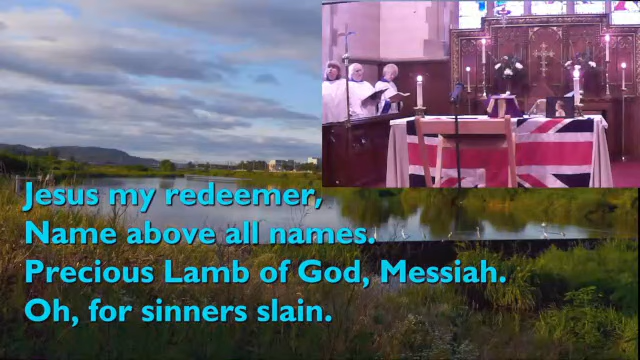 Jesus my redeemer,
Name above all names.
Precious Lamb of God, Messiah.
Oh, for sinners slain.